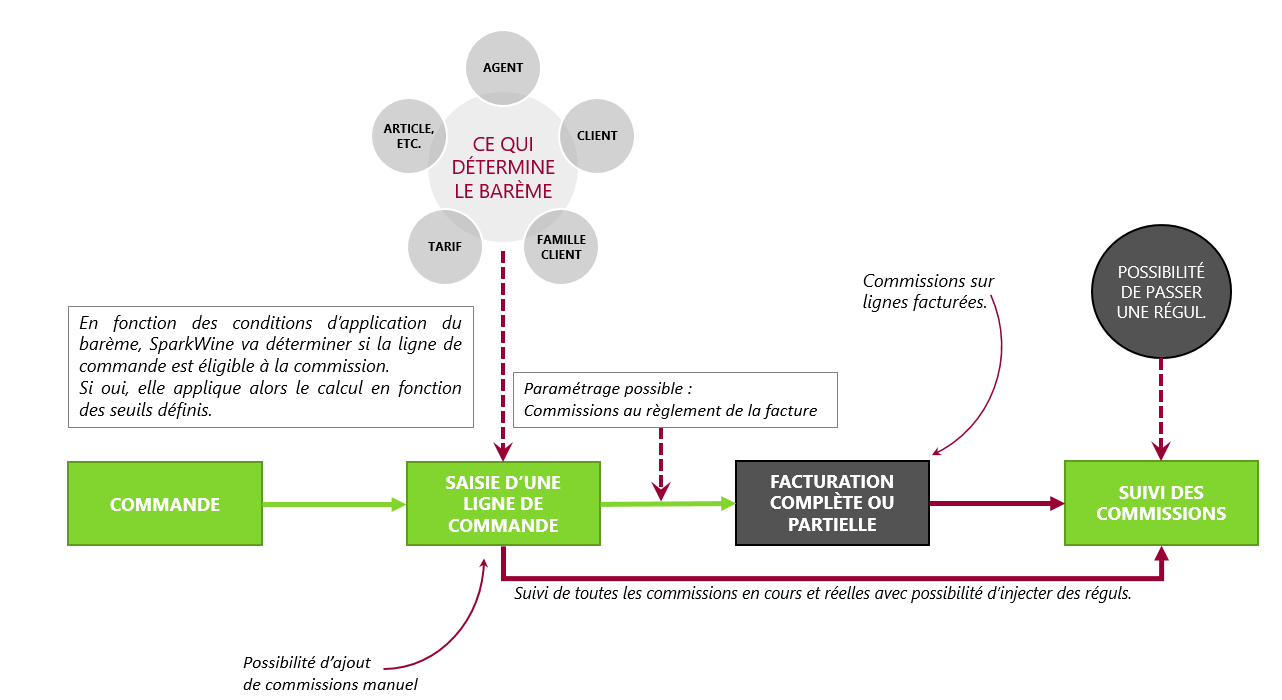 AGENT
ARTICLE,
ETC.
CLIENT
CE QUI
DÉTERMINE
LE BARÈME
TARIF
FAMILLE
CLIENT
POSSIBILITÉ
DE PASSER
UNE RÉGUL.
Commissions sur
lignes facturées.
En fonction des conditions d’application du
barème, SparkWine va déterminer si la ligne de
commande est éligible à la commission.
Si oui, elle applique alors le calcul en fonction
des seuils définis.
Paramétrage possible :
Commissions au règlement de la facture
COMMANDE
SAISIE D’UNE
LIGNE DE
COMMANDE
FACTURATION
COMPLÈTE OU
PARTIELLE
SUIVI DES
COMMISSIONS
Suivi de toutes les commissions en cours et réelles avec possibilité d’injecter des réguls.
Possibilité d’ajout
de commissions manuel